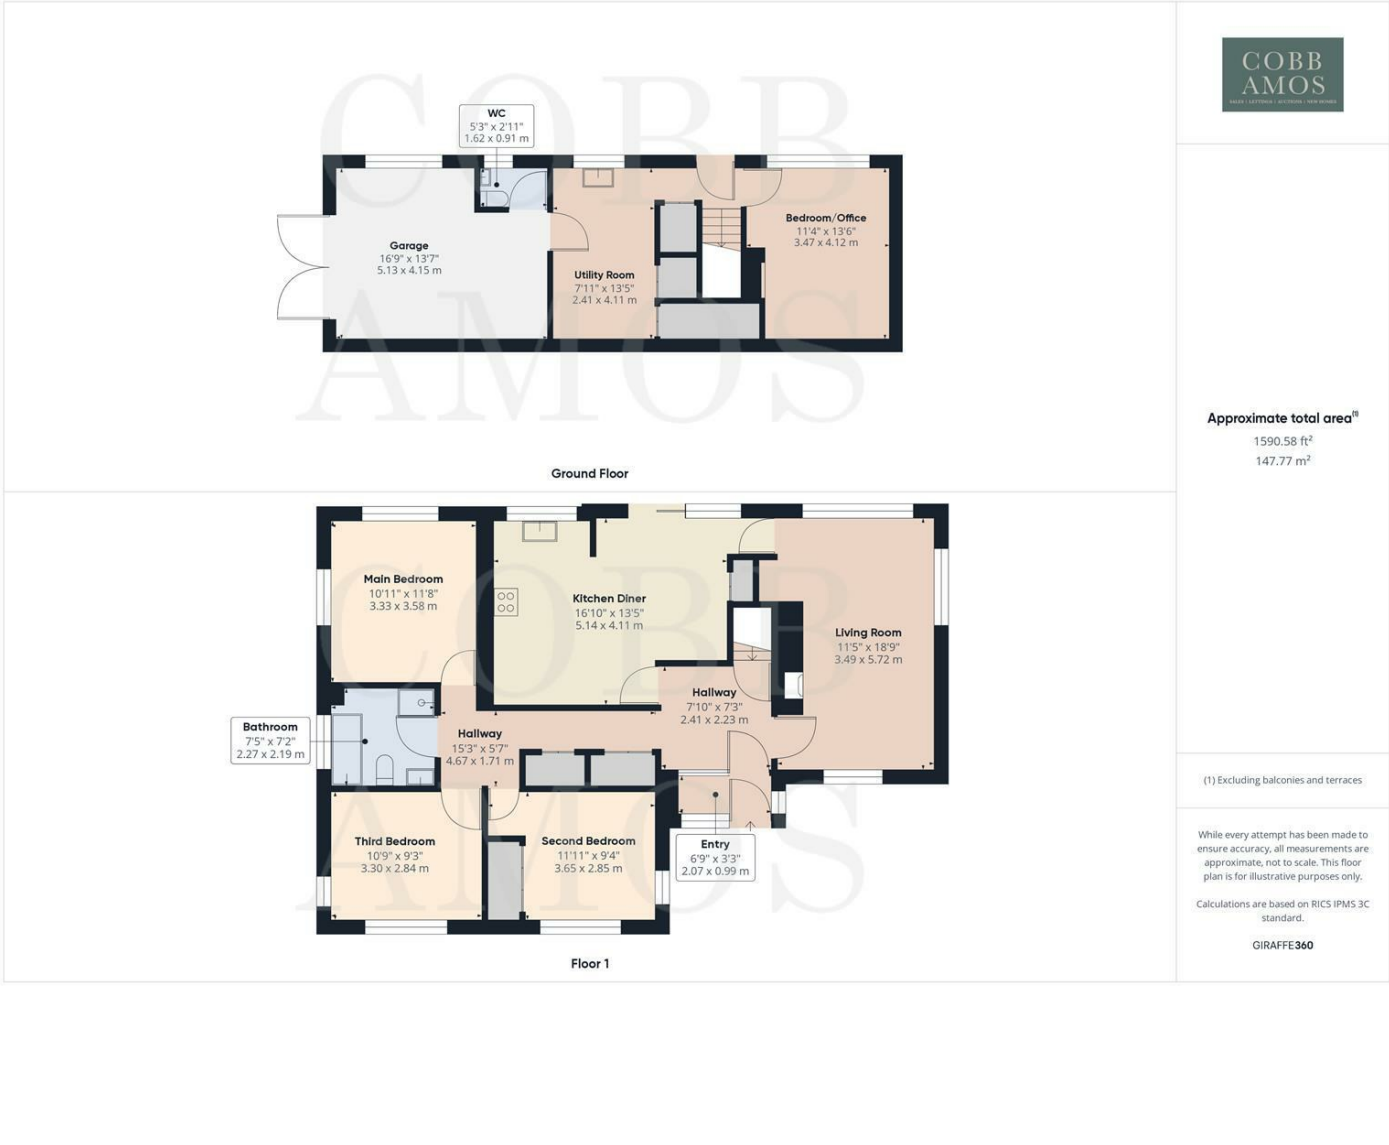 COBB
AMOS
SALES | LETTINGS | AUCTIONS | NEW HOMES
COBB
AMOS
WC
5'3" x 2'11"
1.62 x 0.91 m
Garage
16'9" x 13'7"
5.13 x 4.15 m
Utility Room
7'11" x 13'5"
2.41 x 4.11 m
Bedroom/Office
11'4" x 13'6"
3.47 x 4.12 m
Ground Floor
Approximate total area(1)
1590.58 ft²
147.77 m²
COBB
AMOS
Main Bedroom
10'11" x 11'8"
3.33 x 3.58 m
Kitchen Diner
16'10" x 13'5"
5.14 x 4.11 m
Living Room
11'5" x 18'9"
3.49 x 5.72 m
Hallway
7'10" x 7'3"
2.41 x 2.23 m
Bathroom
7'5" x 7'2"
2.27 x 2.19 m
Hallway
15'3" x 5'7"
4.67 x 1.71 m
Third Bedroom
10'9" x 9'3"
3.30 x 2.84 m
Second Bedroom
11'11" x 9'4"
3.65 x 2.85 m
Entry
6'9" x 3'3"
2.07 x 0.99 m
Floor 1
(1) Excluding balconies and terraces
While every attempt has been made to
ensure accuracy, all measurements are
approximate, not to scale. This floor
plan is for illustrative purposes only.
Calculations are based on RICS IPMS 3C
standard.
GIRAFFE360